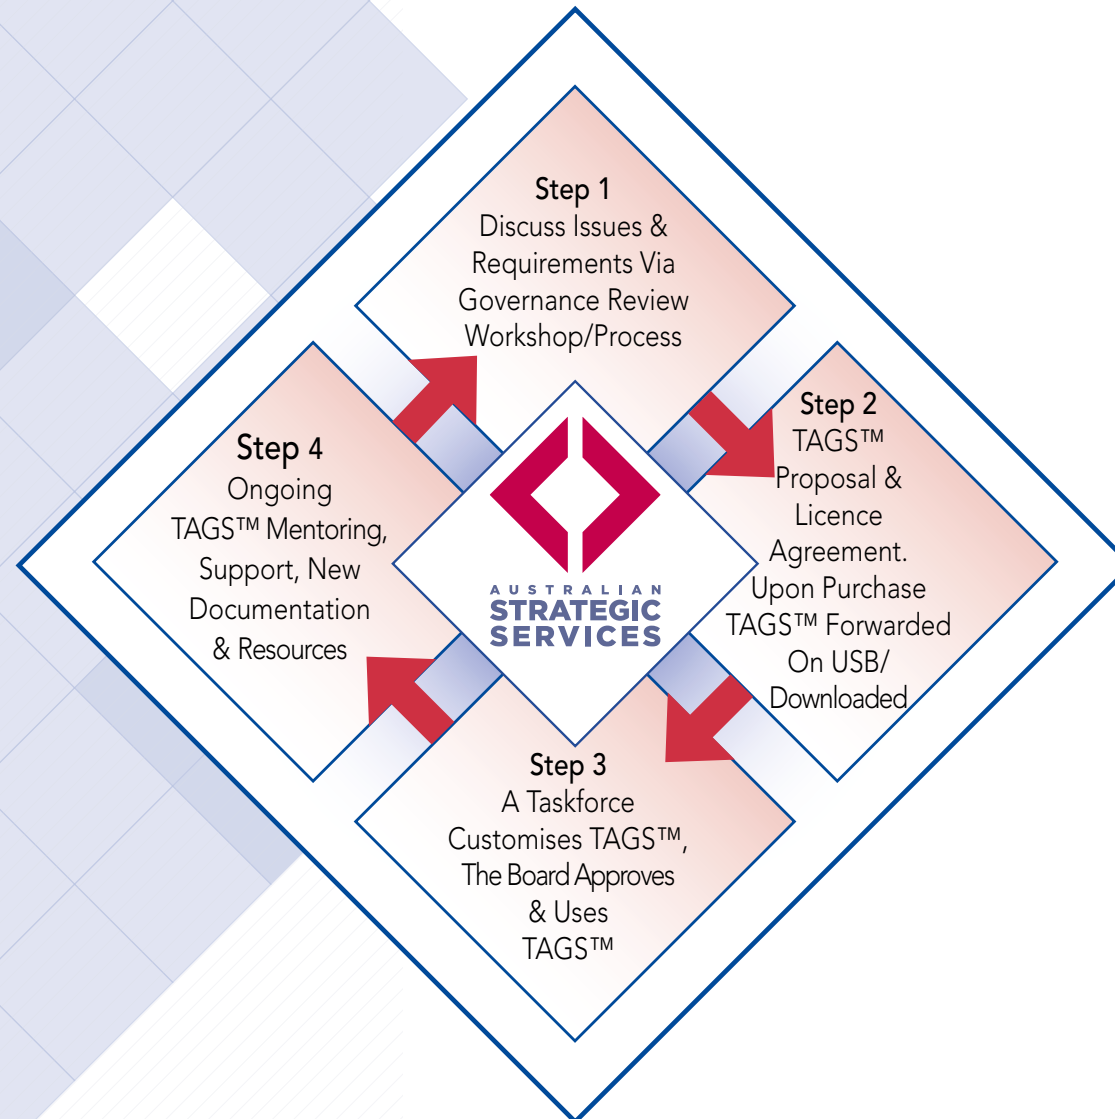 Step 1
Discuss Issues &
Requirements Via
Governance Review
Workshop/Process
Step 2
TAGS™
Proposal &
Licence
Agreement.
Upon Purchase
TAGS™ Forwarded
On USB/
Downloaded
Step 3
A Taskforce
Customises TAGS™,
The Board Approves
& Uses
TAGS™
Step 4
Ongoing
TAGS™ Mentoring,
Support, New
Documentation
& Resources
AUSTRALIAN
STRATEGIC
SERVICES